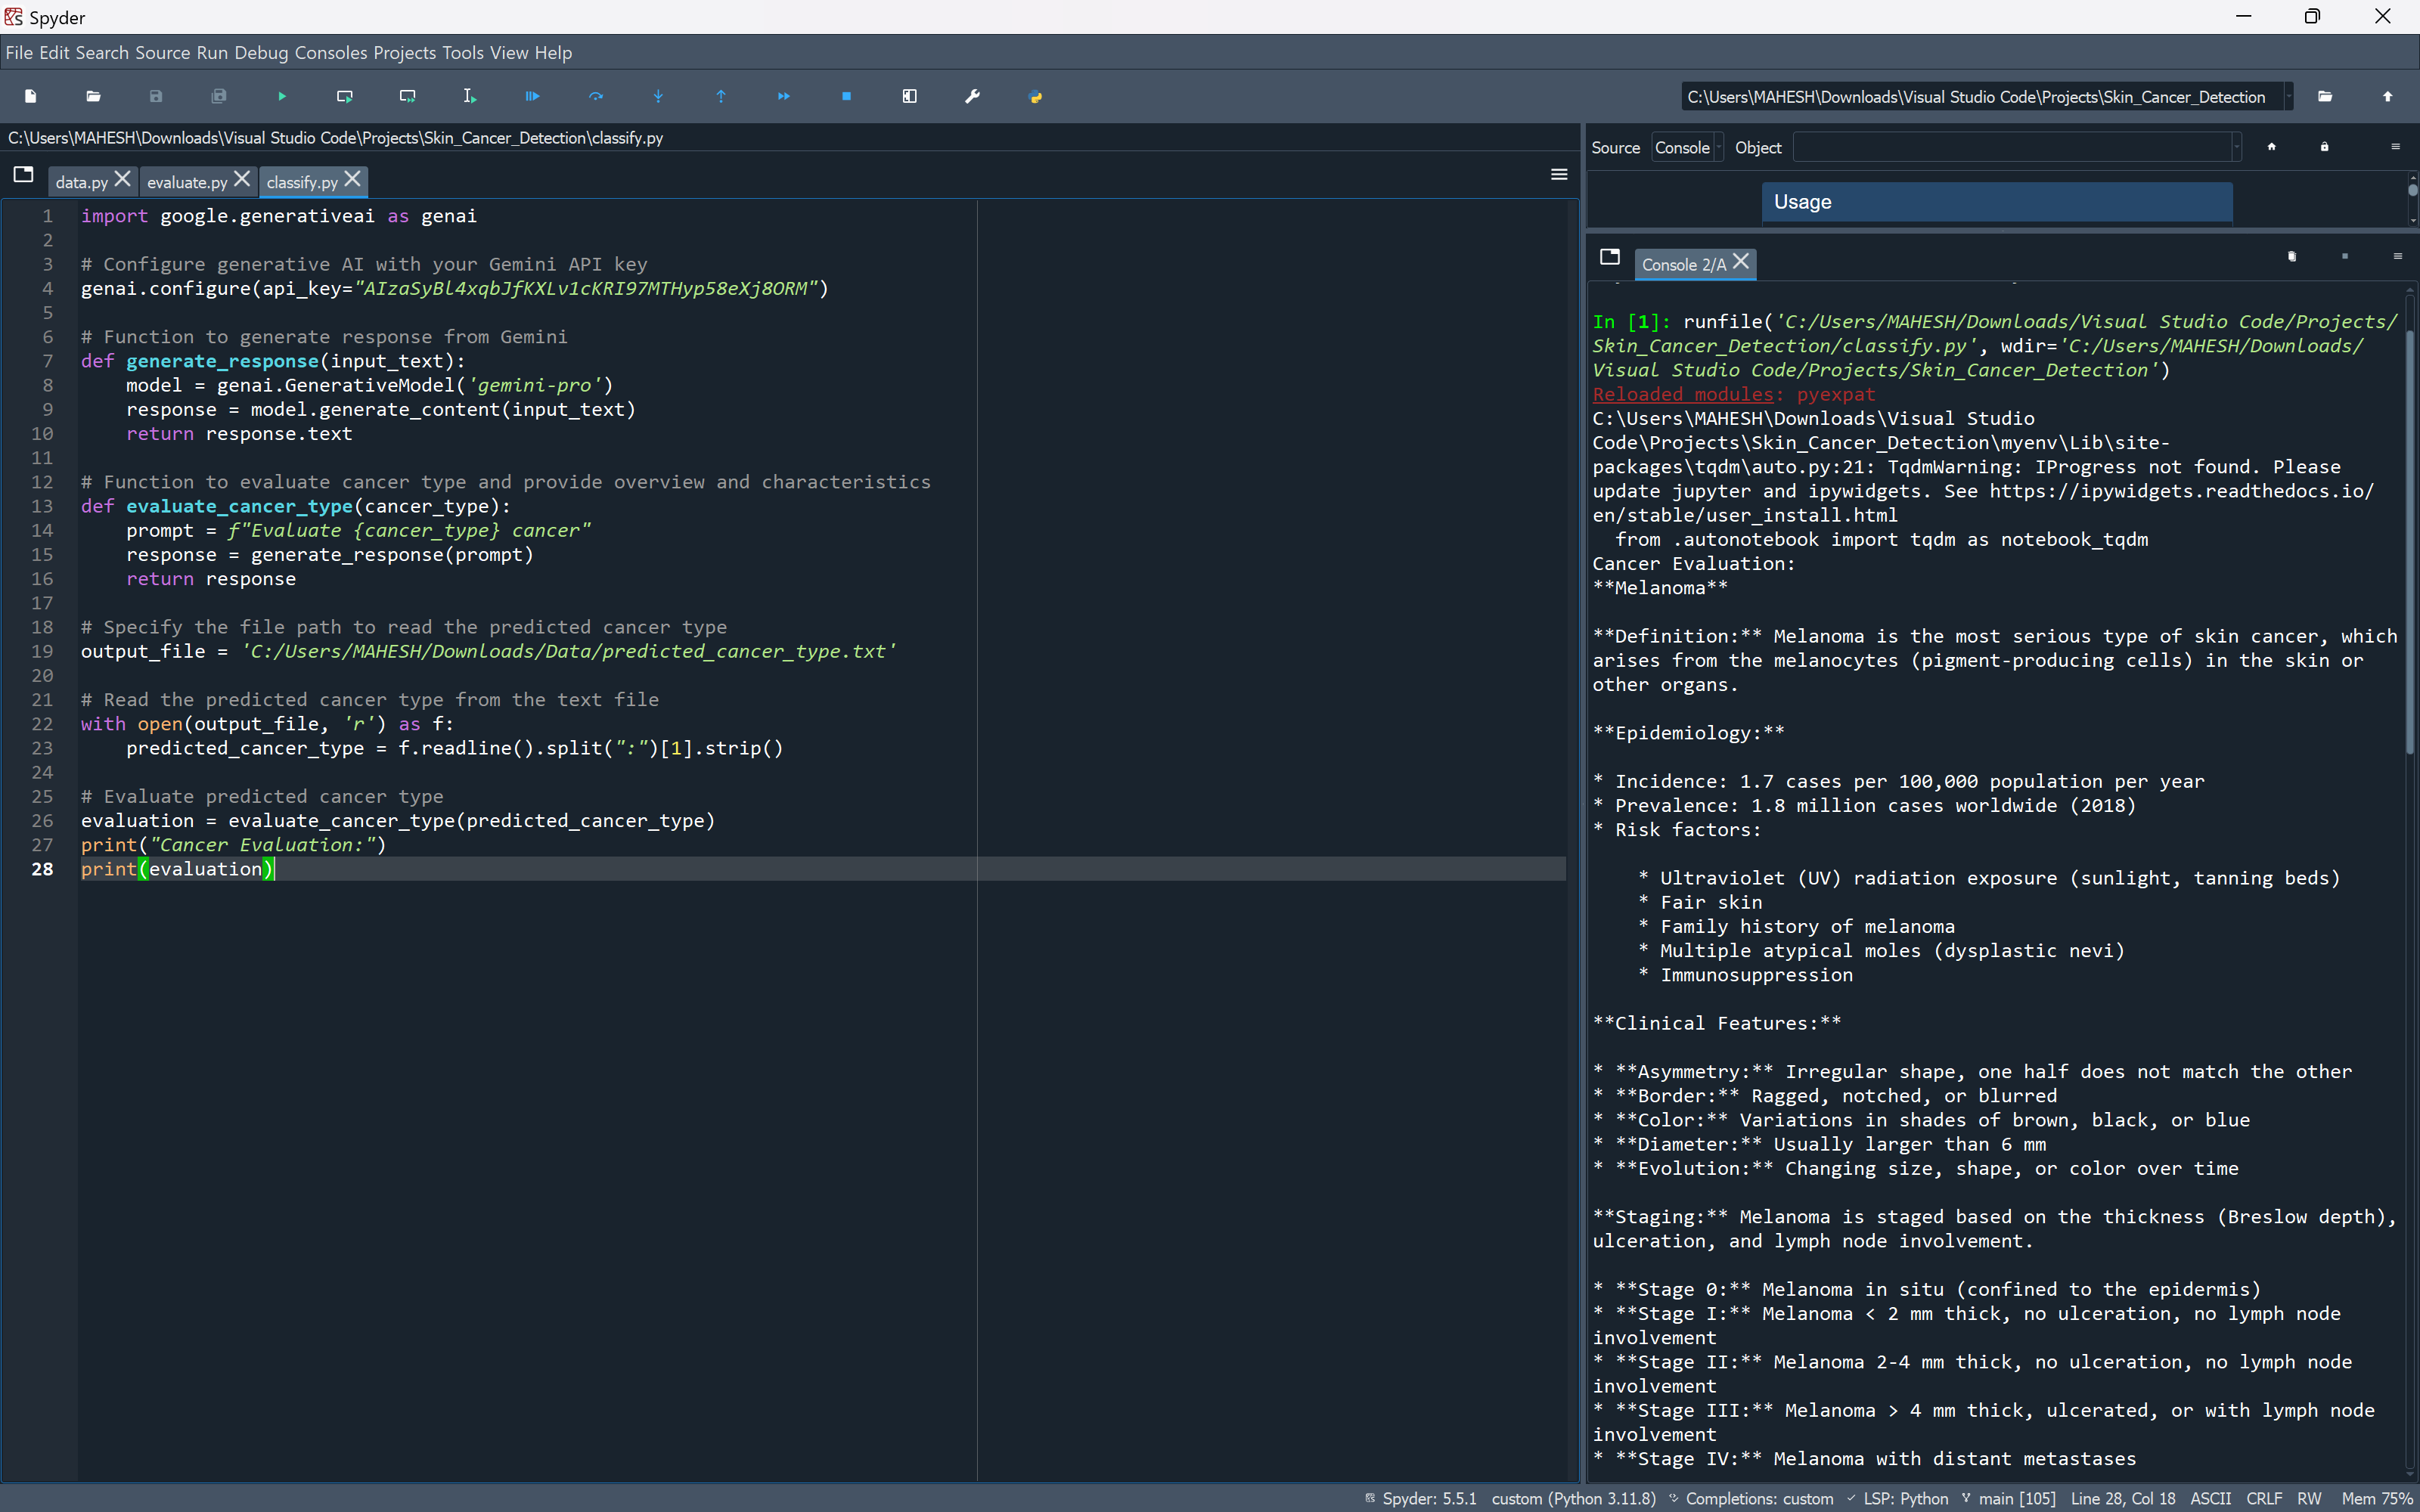 Spyder
File Edit Search Source Run Debug Consoles Projects Tools View Help
C:\Users\MAHESH\Downloads\Visual Studio Code\Projects\Skin_Cancer_Detection
C:\Users\MAHESH\Downloads\Visual Studio Code\Projects\Skin_Cancer_Detection\classify.py
data.py evaluate.py classify.py
1 import google.generativeai as genai
2
3 # Configure generative AI with your Gemini API key
4 genai.configure(api_key="AIzaSyBl4xqbJfKXLv1cKRI97MTHyp58eXj8ORM")
5
6 # Function to generate response from Gemini
7 def generate_response(input_text):
8     model = genai.GenerativeModel('gemini-pro')
9     response = model.generate_content(input_text)
10     return response.text
11
12 # Function to evaluate cancer type and provide overview and characteristics
13 def evaluate_cancer_type(cancer_type):
14     prompt = f"Evaluate {cancer_type} cancer"
15     response = generate_response(prompt)
16     return response
17
18 # Specify the file path to read the predicted cancer type
19 output_file = 'C:/Users/MAHESH/Downloads/Data/predicted_cancer_type.txt'
20
21 # Read the predicted cancer type from the text file
22 with open(output_file, 'r') as f:
23     predicted_cancer_type = f.readline().split(":")[1].strip()
24
25 # Evaluate predicted cancer type
26 evaluation = evaluate_cancer_type(predicted_cancer_type)
27 print("Cancer Evaluation:")
28 print(evaluation)
Source Console Object
Usage
Console 2/A
In [1]: runfile('C:/Users/MAHESH/Downloads/Visual Studio Code/Projects/
Skin_Cancer_Detection/classify.py', wdir='C:/Users/MAHESH/Downloads/
Visual Studio Code/Projects/Skin_Cancer_Detection')
Reloaded modules: pyexpat
C:\Users\MAHESH\Downloads\Visual Studio
Code\Projects\Skin_Cancer_Detection\myenv\Lib\site-
packages\tqdm\auto.py:21: TqdmWarning: IProgress not found. Please
update jupyter and ipywidgets. See https://ipywidgets.readthedocs.io/
en/stable/user_install.html
  from .autonotebook import tqdm as notebook_tqdm
Cancer Evaluation:
**Melanoma**
**Definition:** Melanoma is the most serious type of skin cancer, which
arises from the melanocytes (pigment-producing cells) in the skin or
other organs.
**Epidemiology:**
* Incidence: 1.7 cases per 100,000 population per year
* Prevalence: 1.8 million cases worldwide (2018)
* Risk factors:
    * Ultraviolet (UV) radiation exposure (sunlight, tanning beds)
    * Fair skin
    * Family history of melanoma
    * Multiple atypical moles (dysplastic nevi)
    * Immunosuppression
**Clinical Features:**
* **Asymmetry:** Irregular shape, one half does not match the other
* **Border:** Ragged, notched, or blurred
* **Color:** Variations in shades of brown, black, or blue
* **Diameter:** Usually larger than 6 mm
* **Evolution:** Changing size, shape, or color over time
**Staging:** Melanoma is staged based on the thickness (Breslow depth),
ulceration, and lymph node involvement.
* **Stage 0:** Melanoma in situ (confined to the epidermis)
* **Stage I:** Melanoma < 2 mm thick, no ulceration, no lymph node
involvement
* **Stage II:** Melanoma 2-4 mm thick, no ulceration, no lymph node
involvement
* **Stage III:** Melanoma > 4 mm thick, ulcerated, or with lymph node
involvement
* **Stage IV:** Melanoma with distant metastases
Spyder: 5.5.1 custom (Python 3.11.8) Completions: custom LSP: Python main [105] Line 28, Col 18 ASCII CRLF RW Mem 75%